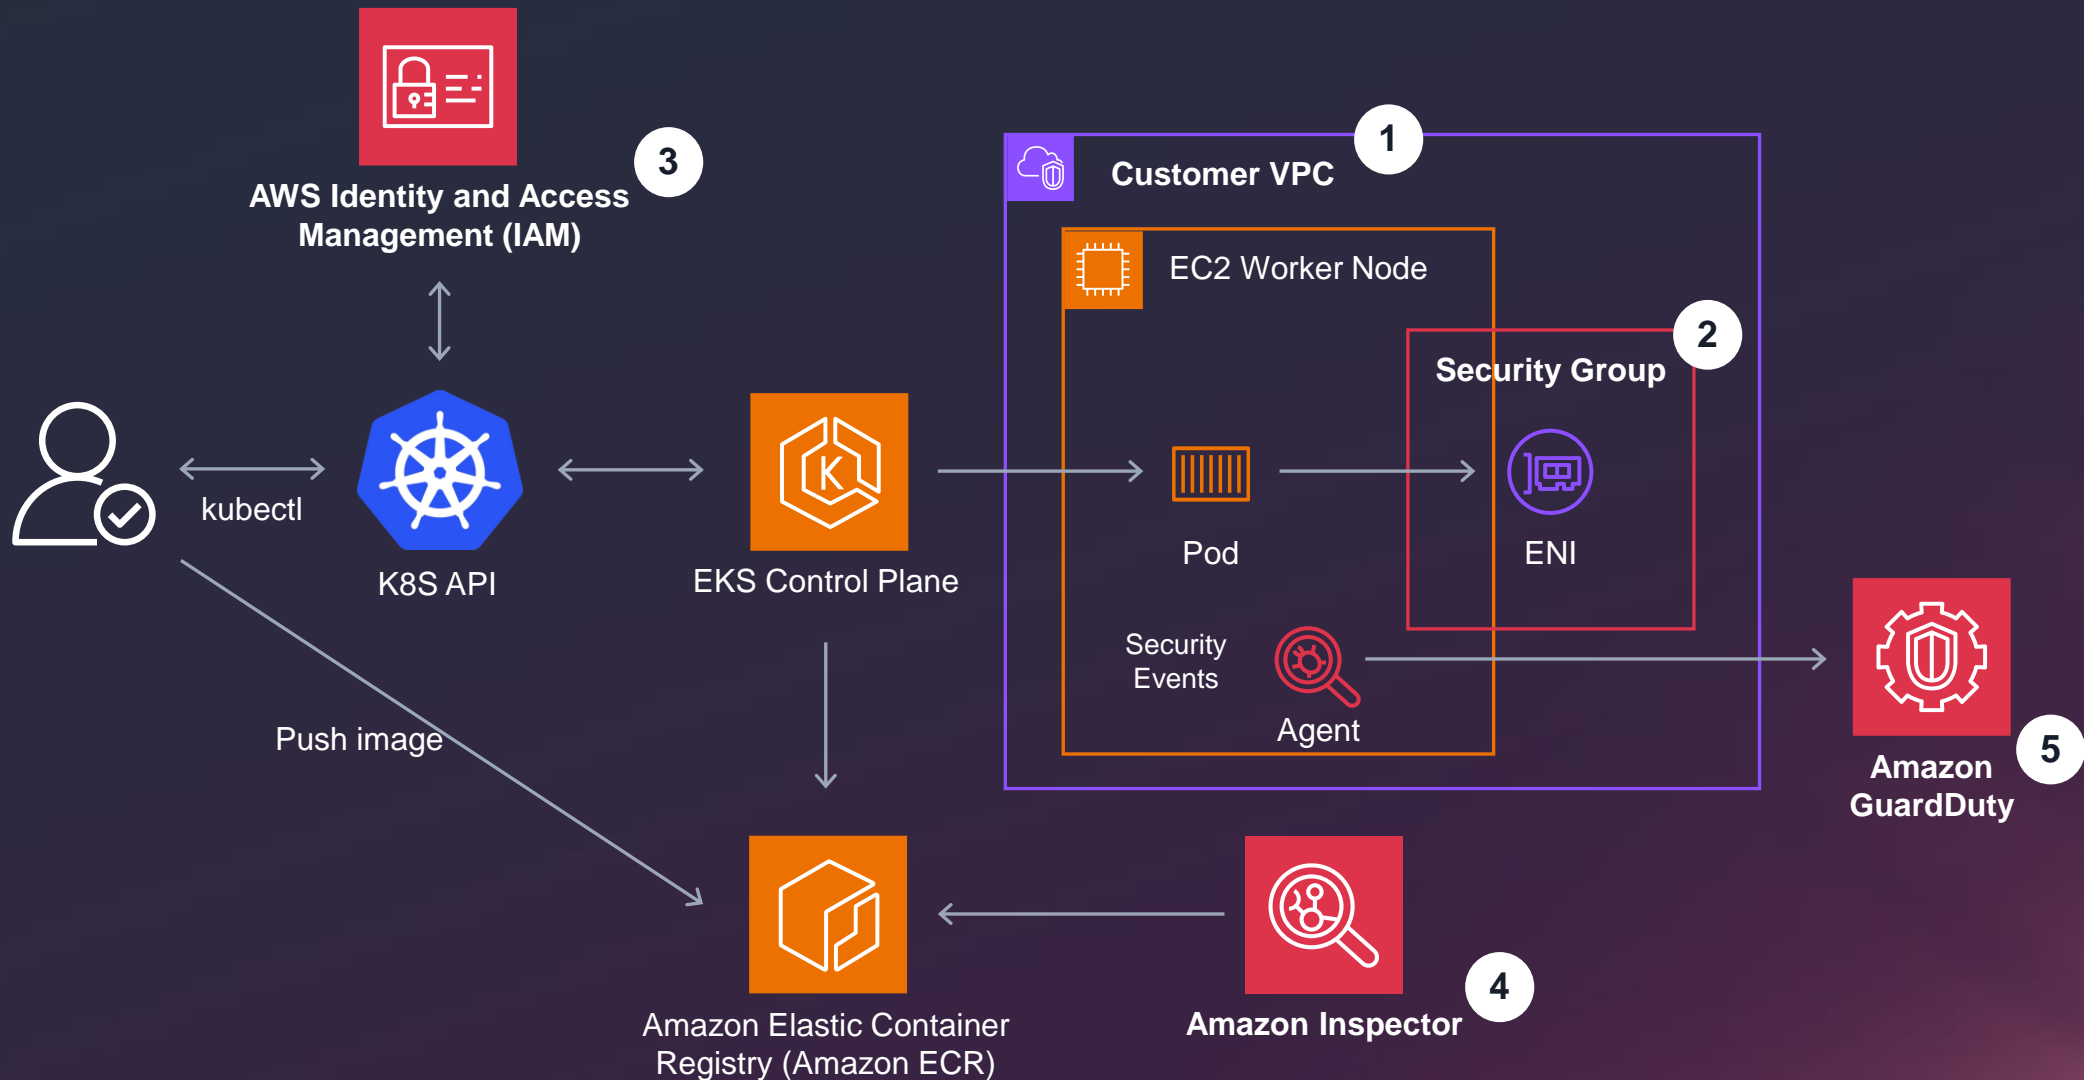 AWS Identity and Access
Management (IAM)
3
1
Customer VPC
EC2 Worker Node
2
Security Group
kubectl
K8S API
K
EKS Control Plane
Pod
ENI
Security
Events
Agent
Push image
Amazon
GuardDuty
5
Amazon Elastic Container
Registry (Amazon ECR)
Amazon Inspector
4